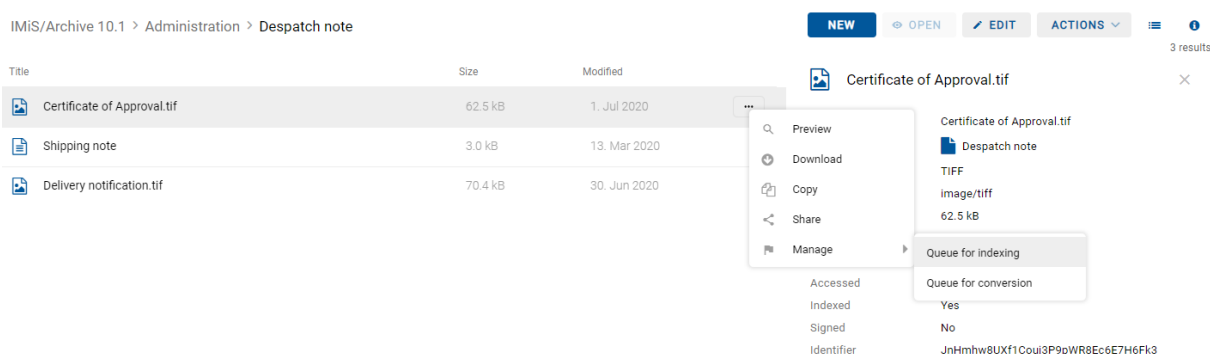 IMiS/Archive 10.1 > Administration > Despatch note
NEW
OPEN
EDIT
ACTIONS
3 results
Title Size Modified
Certificate of Approval.tif 62.5 kB 1. Jul 2020
Shipping note 3.0 kB 13. Mar 2020
Delivery notification.tif 70.4 kB 30. Jun 2020
Preview
Download
Copy
Share
Manage
Queue for indexing
Queue for conversion
Certificate of Approval.tif
Certificate of Approval.tif
Despatch note
TIFF
image/tiff
62.5 kB
Accessed
Indexed Yes
Signed No
Identifier